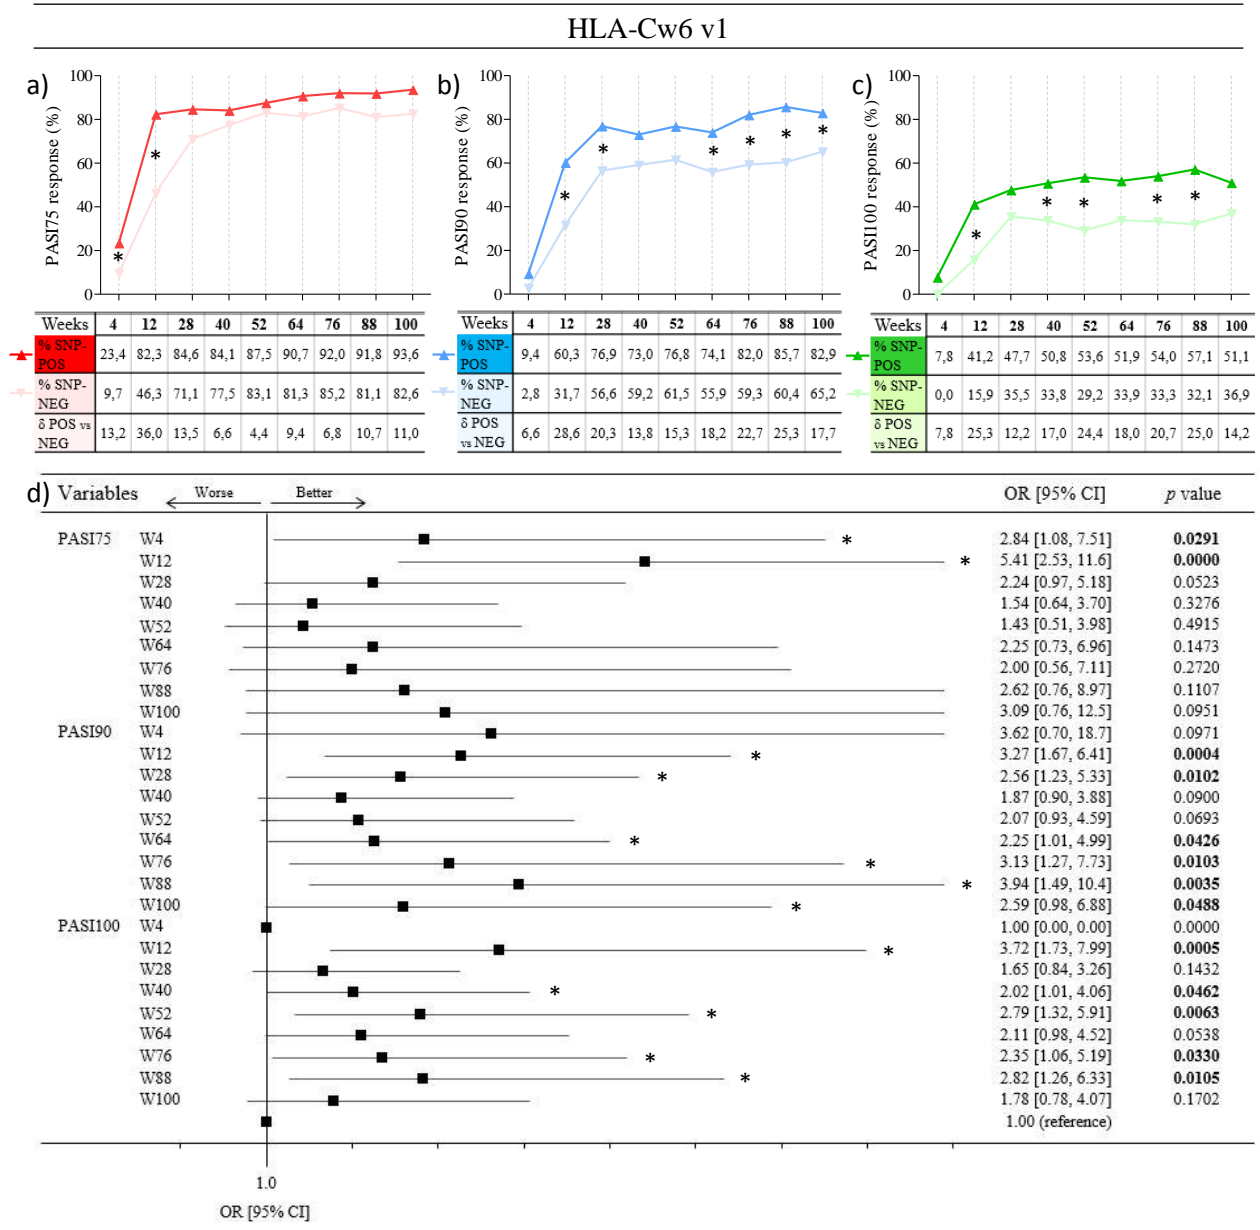 HLA-Cw6 v1
a)
PASI75 response (%)
100
80
60
40
20
0
*
*
Weeks 4 12 28 40 52 64 76 88 100
% SNP-POS 23,4 82,3 84,6 84,1 87,5 90,7 92,0 91,8 93,6
% SNP-NEG 9,7 46,3 71,1 77,5 83,1 81,3 85,2 81,1 82,6
δ POS vs NEG 13,2 36,0 13,5 6,6 4,4 9,4 6,8 10,7 11,0
b)
PASI90 response (%)
100
80
60
40
20
0
* * * * * *
Weeks 4 12 28 40 52 64 76 88 100
% SNP-POS 9,4 60,3 76,9 73,0 76,8 74,1 82,0 85,7 82,9
% SNP-NEG 2,8 31,7 56,6 59,2 61,5 55,9 59,3 60,4 65,2
δ POS vs NEG 6,6 28,6 20,3 13,8 15,3 18,2 22,7 25,3 17,7
c)
PASI100 response (%)
100
80
60
40
20
0
* * * * *
Weeks 4 12 28 40 52 64 76 88 100
% SNP-POS 7,8 41,2 47,7 50,8 53,6 51,9 54,0 57,1 51,1
% SNP-NEG 0,0 15,9 35,5 33,8 29,2 33,9 33,3 32,1 36,9
δ POS vs NEG 7,8 25,3 12,2 17,0 24,4 18,0 20,7 25,0 14,2
d) Variables Worse Better OR [95% CI] p value
PASI75 W4 * 2.84 [1.08, 7.51] 0.0291
W12 * 5.41 [2.53, 11.6] 0.0000
W28 2.24 [0.97, 5.18] 0.0523
W40 1.54 [0.64, 3.70] 0.3276
W52 1.43 [0.51, 3.98] 0.4915
W64 2.25 [0.73, 6.96] 0.1473
W76 2.00 [0.56, 7.11] 0.2720
W88 2.62 [0.76, 8.97] 0.1107
W100 3.09 [0.76, 12.5] 0.0951
PASI90 W4 3.62 [0.70, 18.7] 0.0971
W12 * 3.27 [1.67, 6.41] 0.0004
W28 * 2.56 [1.23, 5.33] 0.0102
W40 1.87 [0.90, 3.88] 0.0900
W52 2.07 [0.93, 4.59] 0.0693
W64 * 2.25 [1.01, 4.99] 0.0426
W76 * 3.13 [1.27, 7.73] 0.0103
W88 * 3.94 [1.49, 10.4] 0.0035
W100 * 2.59 [0.98, 6.88] 0.0488
PASI100 W4 1.00 [0.00, 0.00] 0.0000
W12 * 3.72 [1.73, 7.99] 0.0005
W28 1.65 [0.84, 3.26] 0.1432
W40 * 2.02 [1.01, 4.06] 0.0462
W52 * 2.79 [1.32, 5.91] 0.0063
W64 2.11 [0.98, 4.52] 0.0538
W76 * 2.35 [1.06, 5.19] 0.0330
W88 * 2.82 [1.26, 6.33] 0.0105
W100 1.78 [0.78, 4.07] 0.1702
1.00 (reference)
1.0
OR [95% CI]